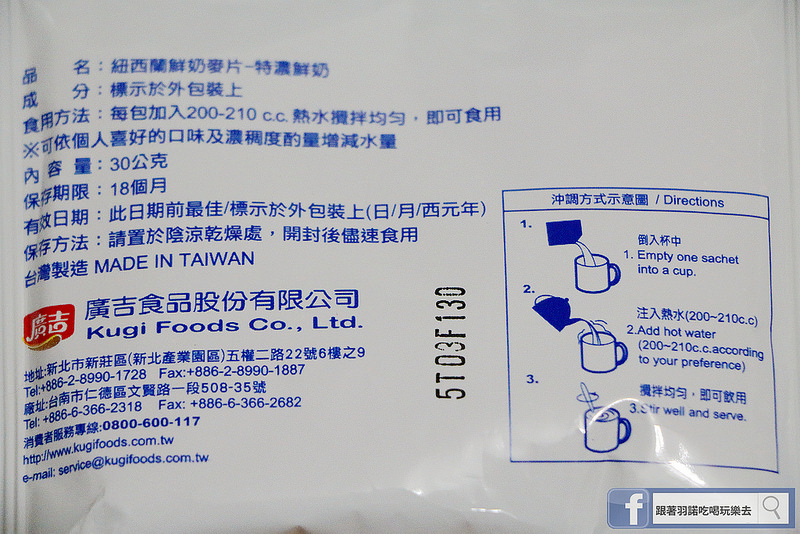 品　　名：紐西蘭鮮奶麥片-特濃鮮奶
成　　分：標示於外包裝上
食用方法：每包加入200-210 c.c. 熱水攪拌均勻，即可食用
※可依個人喜好的口味及濃稠度酌量增減水量
內 容 量：30公克
保存期限：18個月
有效日期：此日期前最佳/標示於外包裝上(日/月/西元年)
保存方法：請置於陰涼乾燥處，開封後儘速食用
台灣製造 MADE IN TAIWAN
廣吉
廣吉食品股份有限公司
Kugi Foods Co., Ltd.
地址:新北市新莊區(新北產業園區)五權二路22號6樓之9
Tel:+886-2-8990-1728 Fax:+886-2-8990-1887
廠址:台南市仁德區文賢路一段508-35號
Tel: +886-6-366-2318 Fax: +886-6-366-2682
消費者服務專線:0800-600-117
http://www.kugifoods.com.tw
e-mail: service@kugifoods.com.tw
5T03F130
沖調方式示意圖 / Directions
1.
倒入杯中
1. Empty one sachet
into a cup.
2.
注入熱水(200~210c.c)
2.Add hot water
(200~210c.c.according
to your preference)
3.
攪拌均勻，即可飲用
3.Stir well and serve.
f
跟著羽諾吃喝玩樂去